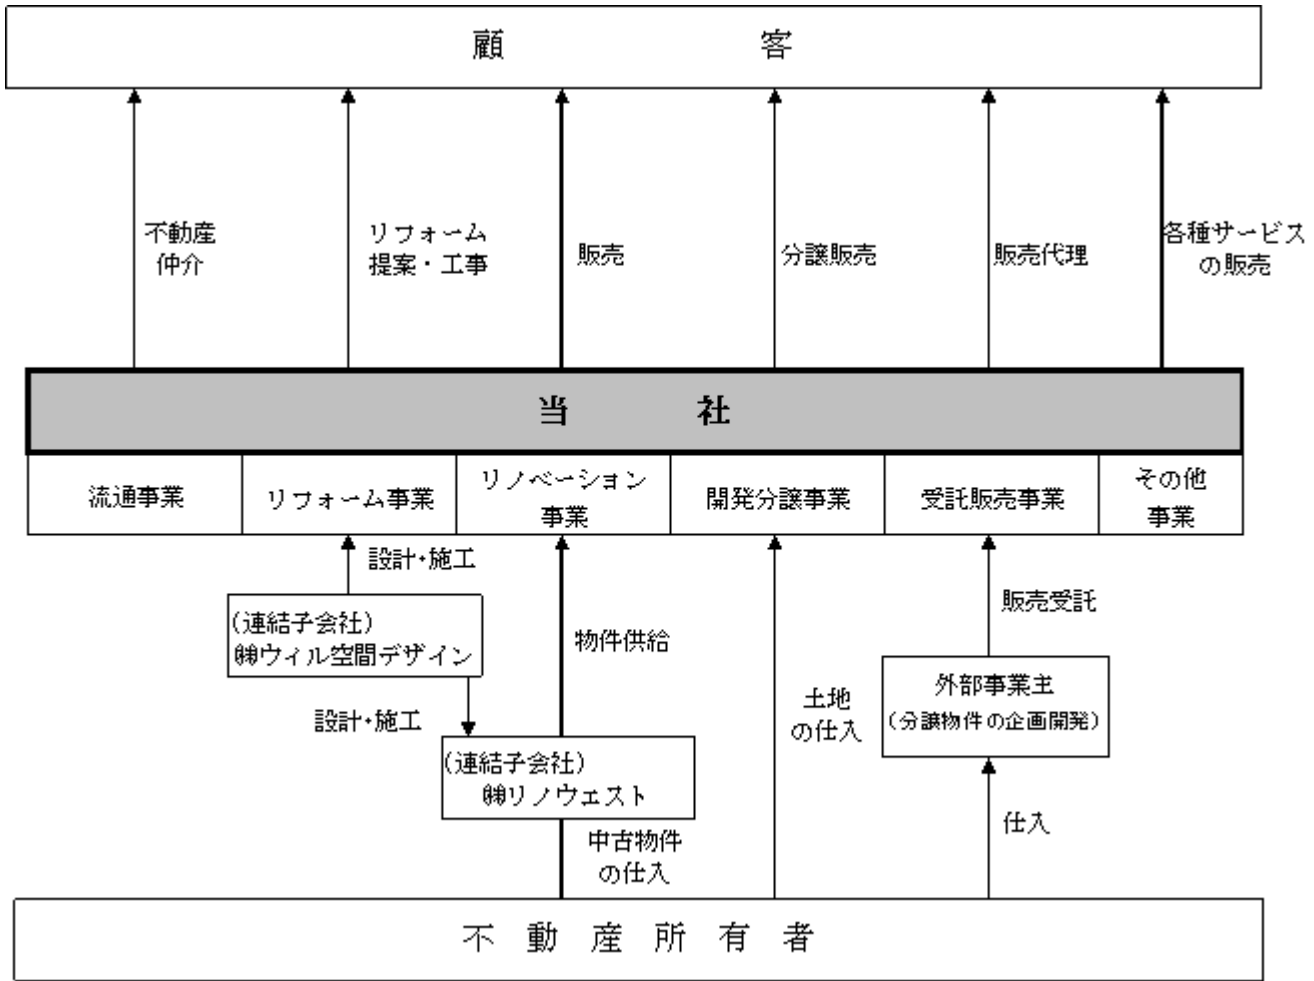 顧客
不動産
仲介
リフォーム
提案・工事
販売
分譲販売
販売代理
各種サービス
の販売
当社
流通事業
リフォーム事業
リノベーション
事業
開発分譲事業
受託販売事業
その他
事業
設計・施工
(連結子会社)
㈱ウィル空間デザイン
設計・施工
物件供給
(連結子会社)
㈱リノウェスト
中古物件
の仕入
土地
の仕入
販売受託
外部事業主
(分譲物件の企画開発)
仕入
不動産所有者